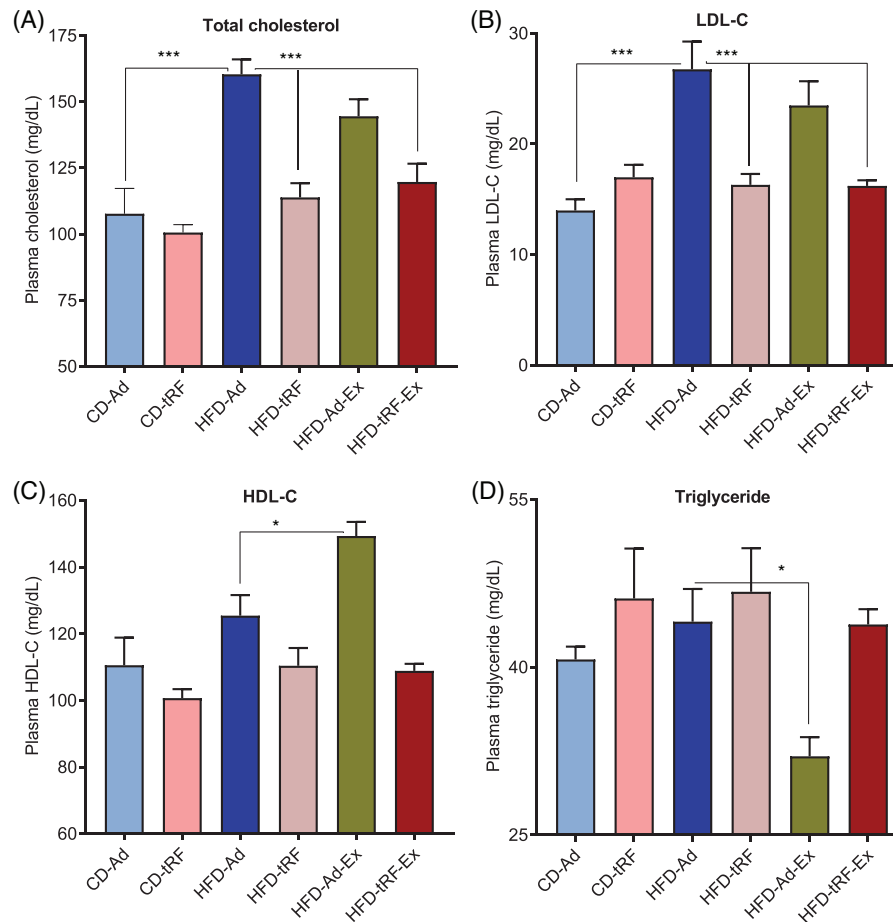 (A)
Total cholesterol
Plasma cholesterol (mg/dL)
175
150
125
100
75
50
***
***
CD-Ad
CD-tRF
HFD-Ad
HFD-tRF
HFD-Ad-Ex
HFD-tRF-Ex
(B)
LDL-C
Plasma LDL-C (mg/dL)
30
20
10
0
***
***
CD-Ad
CD-tRF
HFD-Ad
HFD-tRF
HFD-Ad-Ex
HFD-tRF-Ex
(C)
HDL-C
Plasma HDL-C (mg/dL)
160
140
120
100
80
60
*
CD-Ad
CD-tRF
HFD-Ad
HFD-tRF
HFD-Ad-Ex
HFD-tRF-Ex
(D)
Triglyceride
Plasma triglyceride (mg/dL)
55
40
25
*
CD-Ad
CD-tRF
HFD-Ad
HFD-tRF
HFD-Ad-Ex
HFD-tRF-Ex